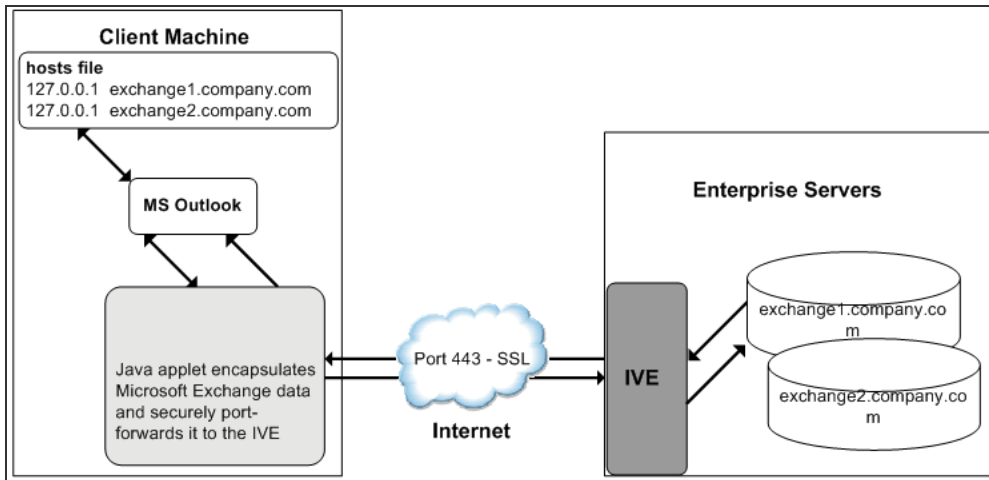 Client Machine
hosts file
127.0.0.1 exchange1.company.com
127.0.0.1 exchange2.company.com
MS Outlook
Java applet encapsulates
Microsoft Exchange data
and securely port-
forwards it to the IVE
Port 443 - SSL
Internet
Enterprise Servers
IVE
exchange1.company.co
m
exchange2.company.co
m